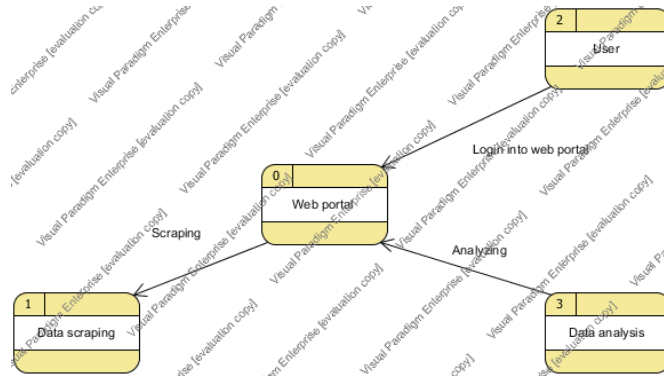 2
User
Login into web portal
0
Web portal
Scraping
Analyzing
1
Data scraping
3
Data analysis
Visual Paradigm Enterprise [evaluation copy]